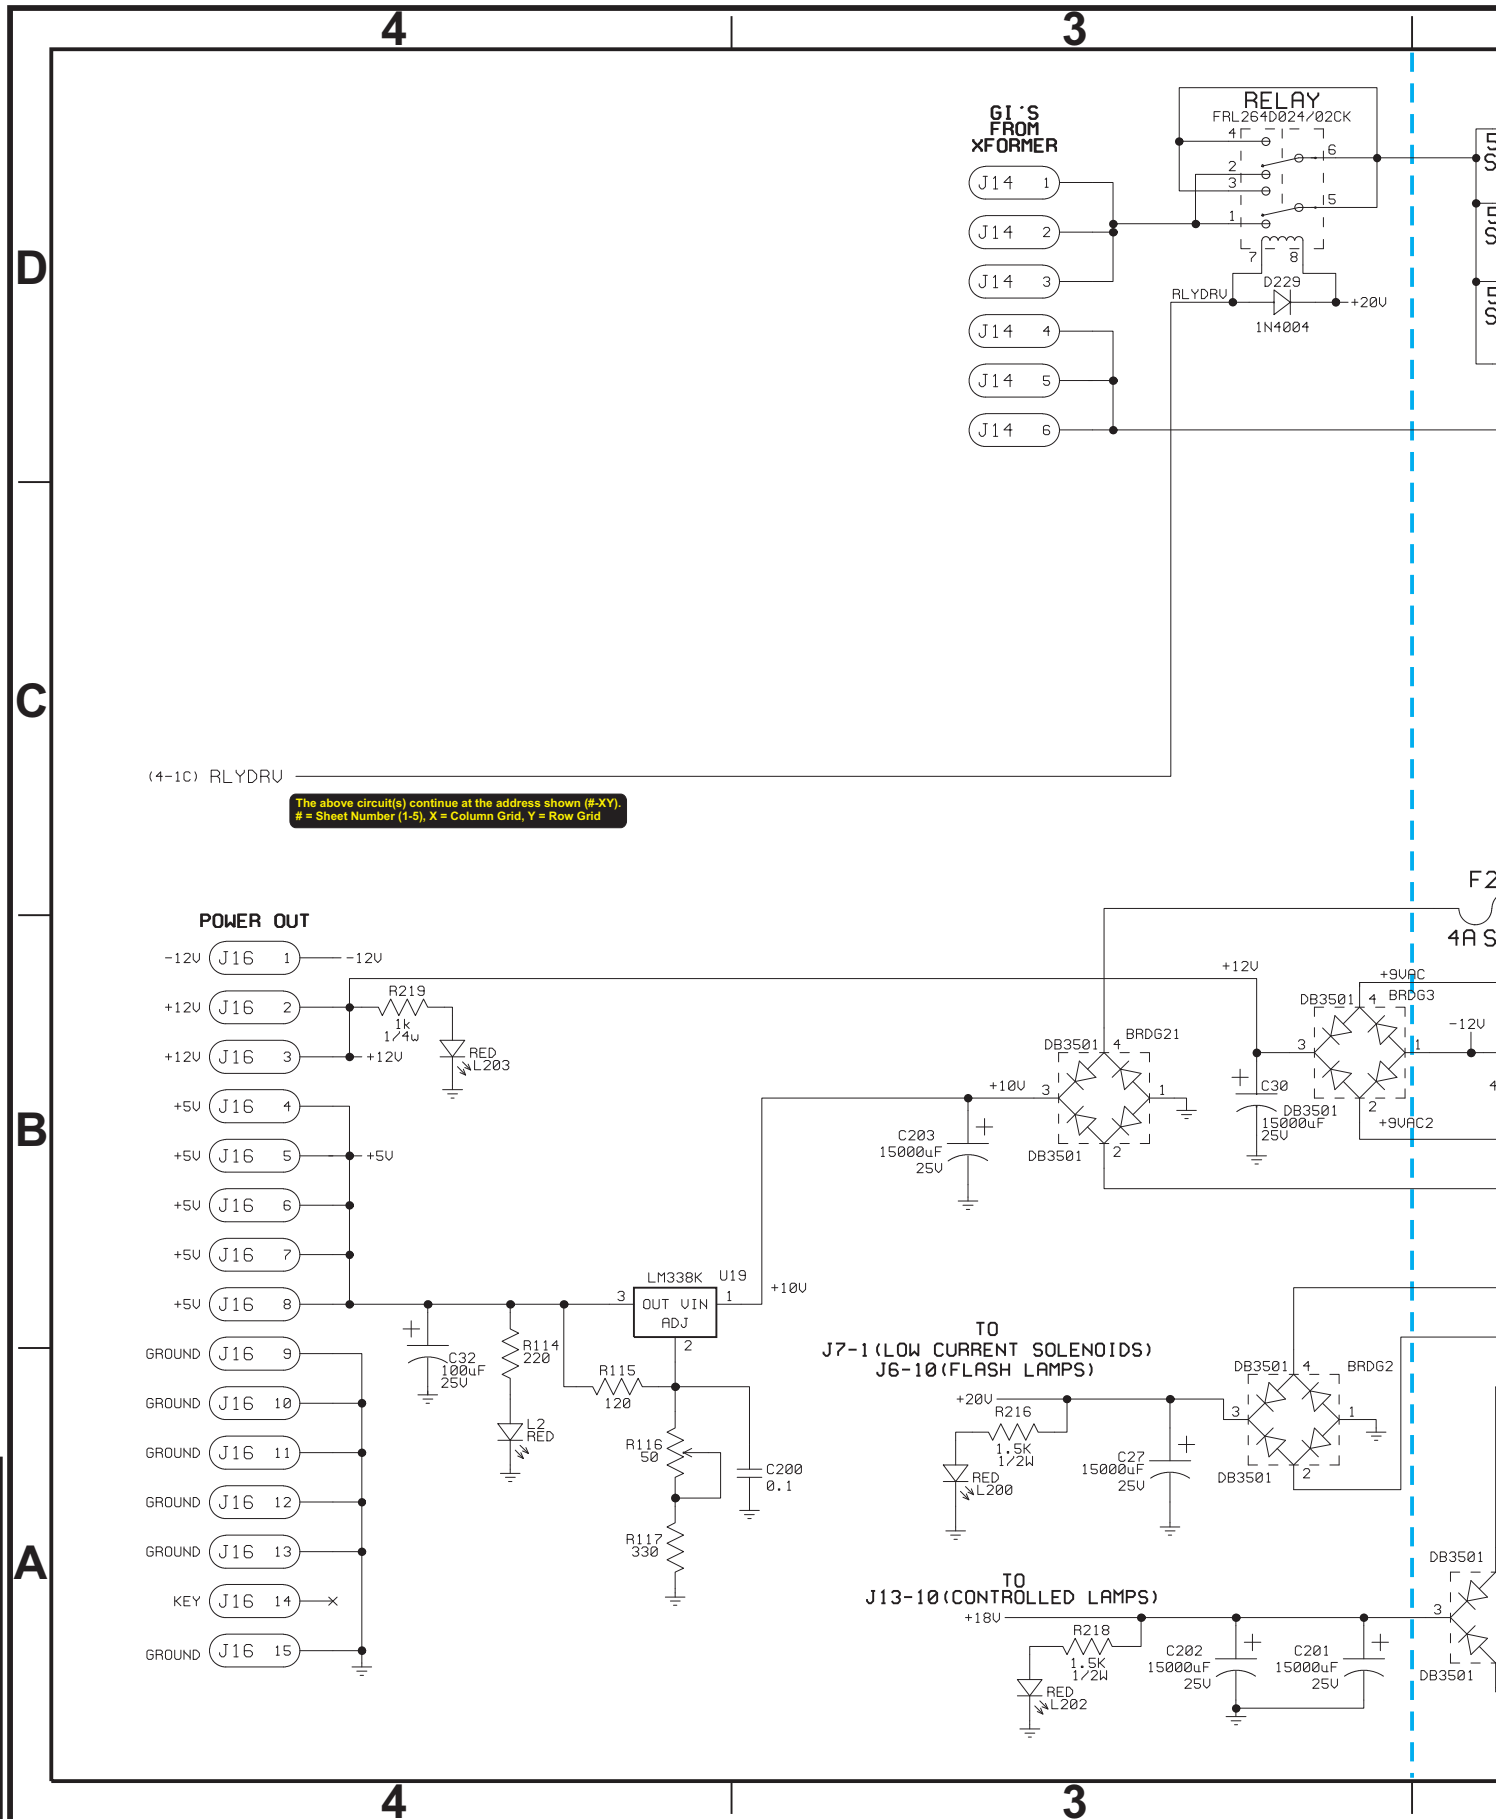 4
3
GI'S
FROM
XFORMER
J14 1
J14 2
J14 3
J14 4
J14 5
J14 6
RELAY
FRL264D024/02CK
4
6
2
3
5
1
7 8
RLYDRV
D229
+20V
1N4004
D
C
(4-1C) RLYDRV
The above circuit(s) continue at the address shown (#-XY).
# = Sheet Number (1-5), X = Column Grid, Y = Row Grid
F2
4A S
POWER OUT
-12V J16 1 -12V
+12V J16 2
R219
1k
1/4w
+12V J16 3 +12V
RED
L203
+5V J16 4
+5V J16 5 +5V
+5V J16 6
+5V J16 7
+5V J16 8
GROUND J16 9
GROUND J16 10
GROUND J16 11
GROUND J16 12
GROUND J16 13
KEY J16 14
GROUND J16 15
B
+12V
+9VAC
DB3501 4 BRDG3
3
1
-12V
2
+9VAC2
C30
DB3501
15000uF
25V
BRDG21
DB3501 4
+10V
3
1
2
DB3501
C203
15000uF
25V
LM338K U19
3 OUT VIN 1
ADJ
2
+10V
C32
100uF
25V
R114
220
R115
120
L2
RED
R116
50
C200
0.1
R117
330
TO
J7-1(LOW CURRENT SOLENOIDS)
J6-10(FLASH LAMPS)
+20V
R216
1.5K
1/2W
RED
L200
C27
15000uF
25V
DB3501 4 BRDG2
3
1
2
DB3501
A
TO
J13-10(CONTROLLED LAMPS)
+18V
R218
1.5K
1/2W
RED
L202
C202
15000uF
25V
C201
15000uF
25V
DB3501
3
DB3501
4
3